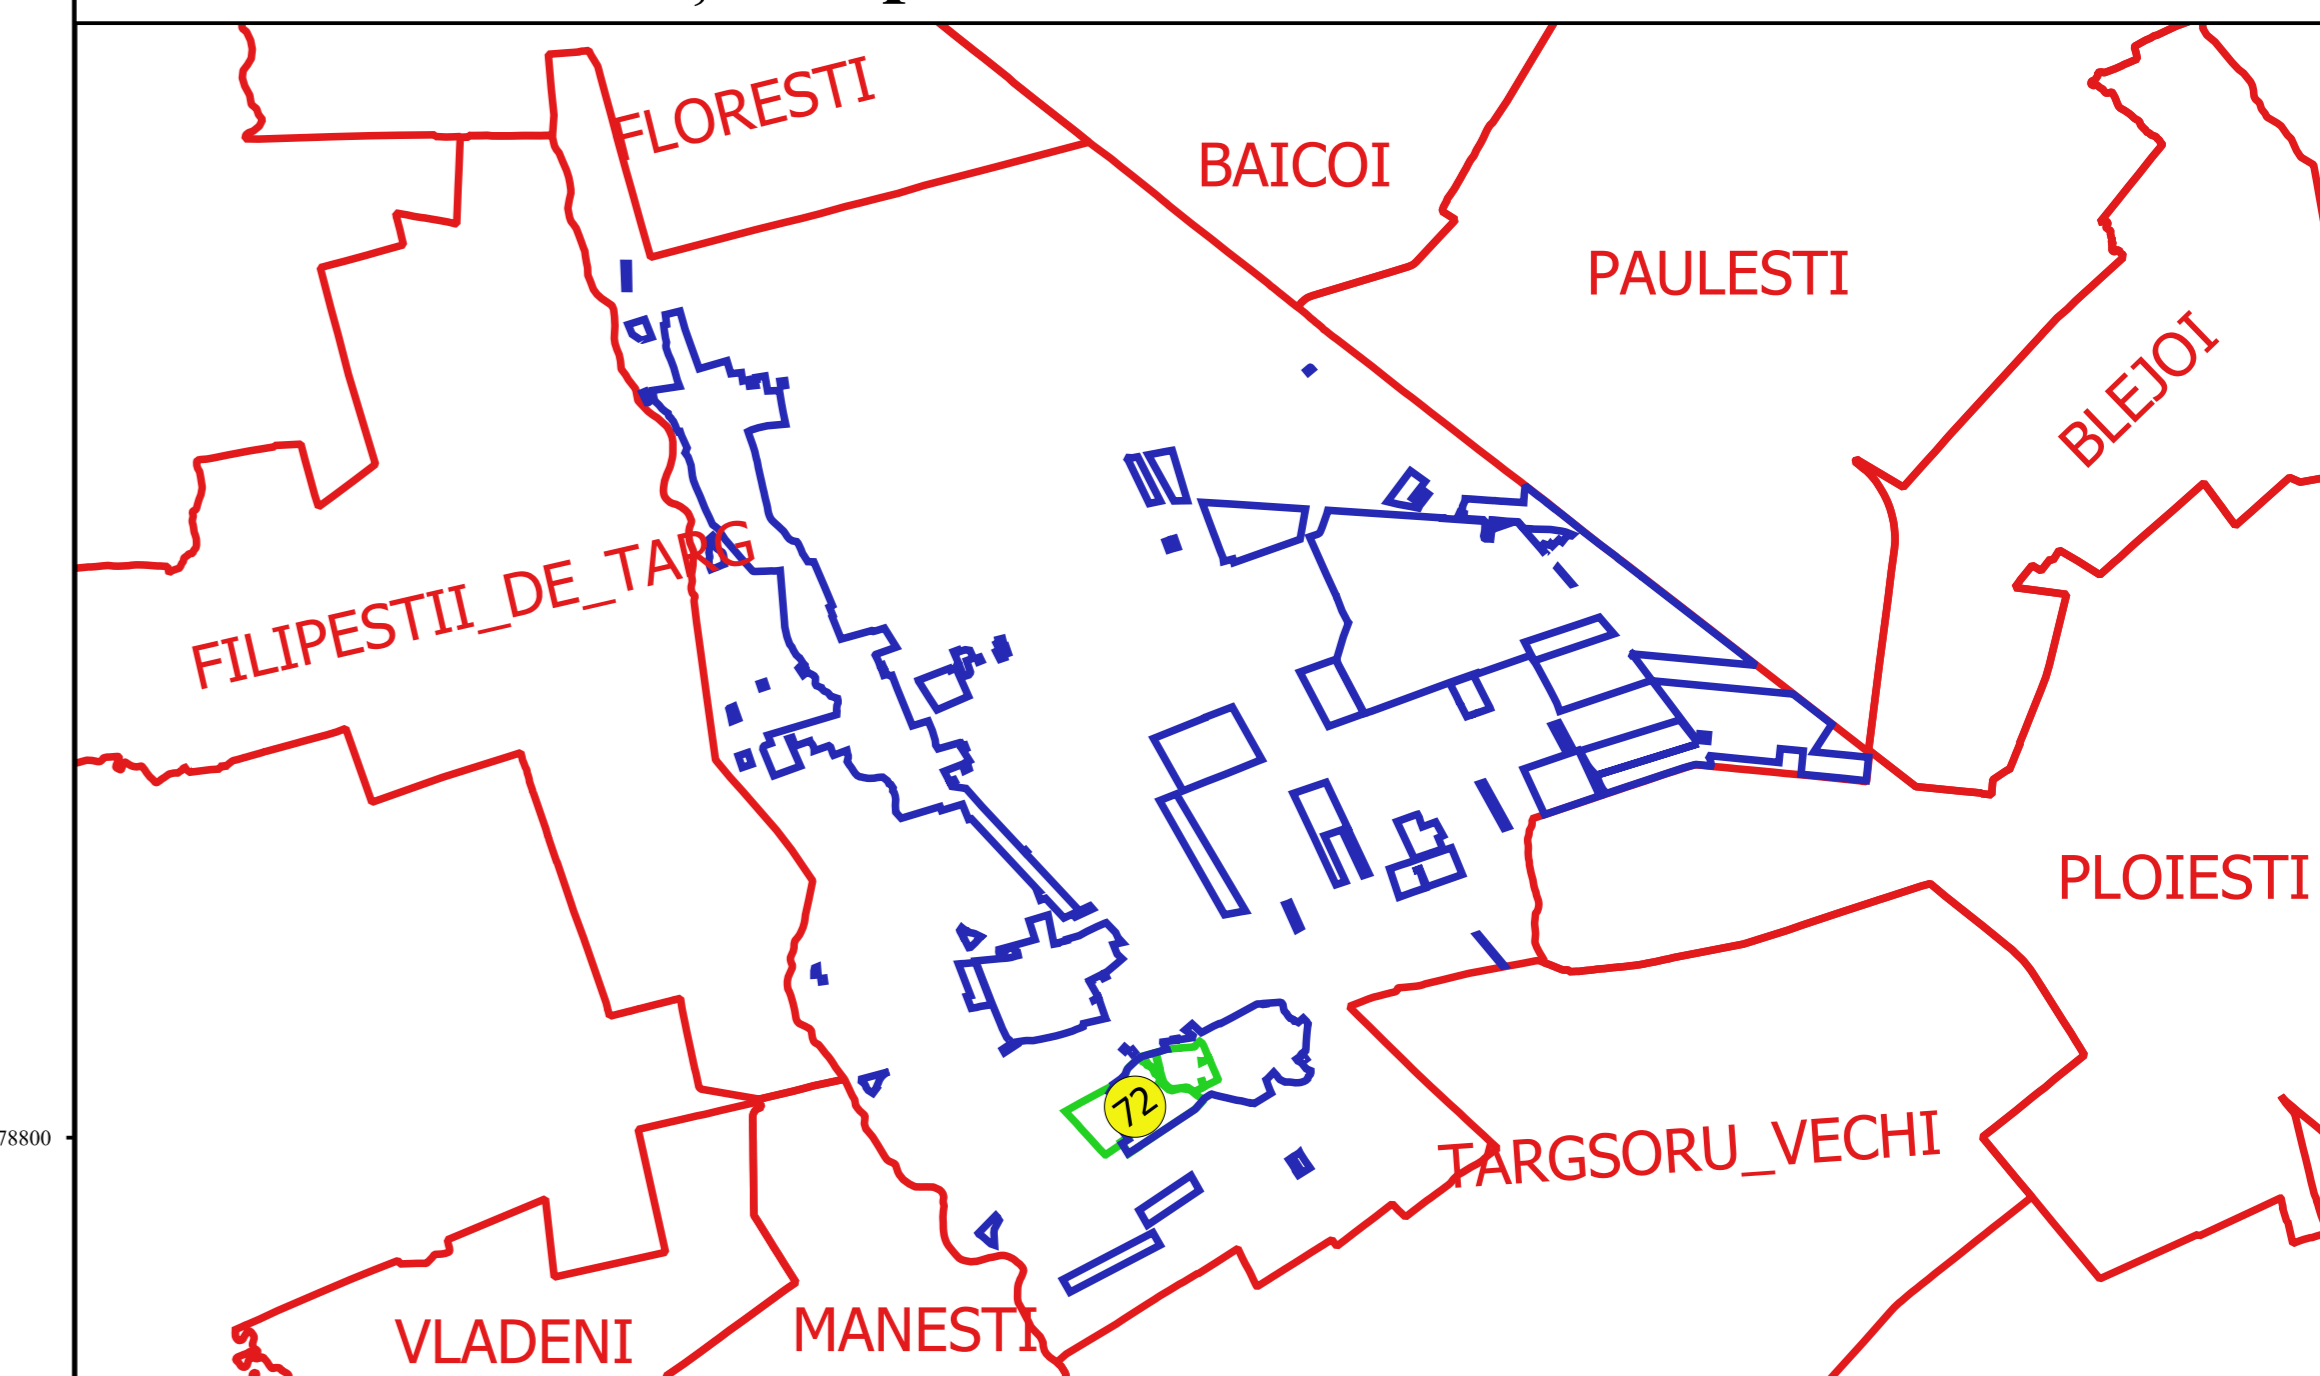 FLORESTI
BAICOI
PAULESTI
BLEJOI
FILIPESTII_DE_TARG
PLOIESTI
72
78800
TARGSORU_VECHI
VLADENI
MANESTI